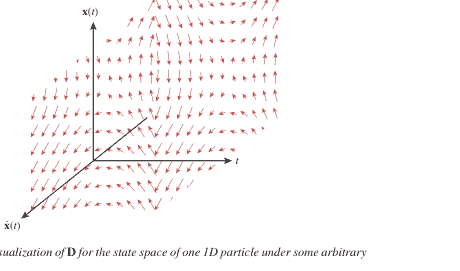 x(t)
t
ẋ(t)
sualization of D for the state space of one 1D particle under some arbitrary